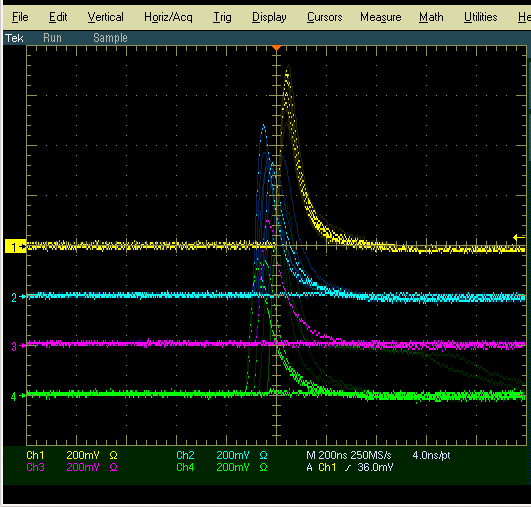 File Edit Vertical Horiz/Acq Trig Display Cursors Measure Math Utilities He
Tek Run Sample
1
2
3
4
Ch1 200mV Ω Ch2 200mV Ω M 200ns 250MS/s 4.0ns/pt
Ch3 200mV Ω Ch4 200mV Ω A Ch1 ⁄ 36.0mV